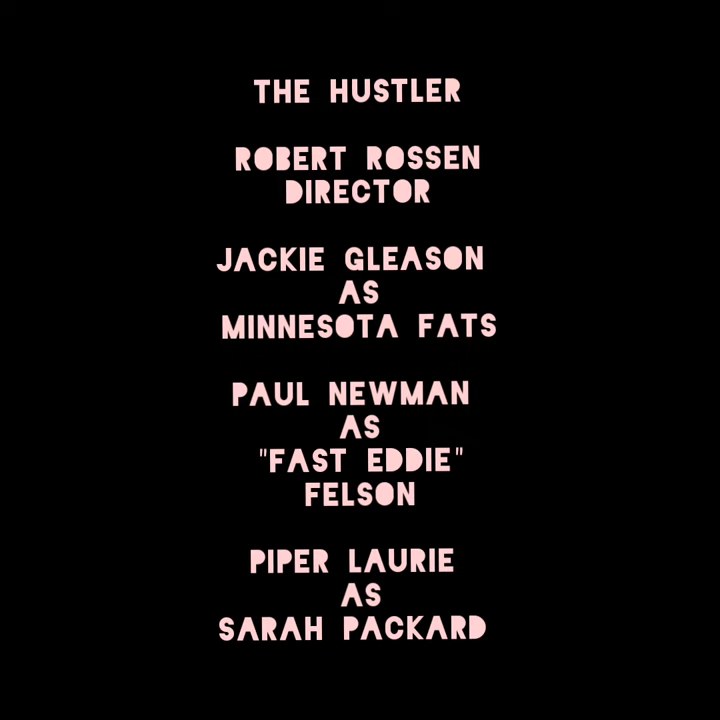 THE HUSTLER
ROBERT ROSSEN
DIRECTOR
JACKIE GLEASON
AS
MINNESOTA FATS
PAUL NEWMAN
AS
"FAST EDDIE"
FELSON
PIPER LAURIE
AS
SARAH PACKARD